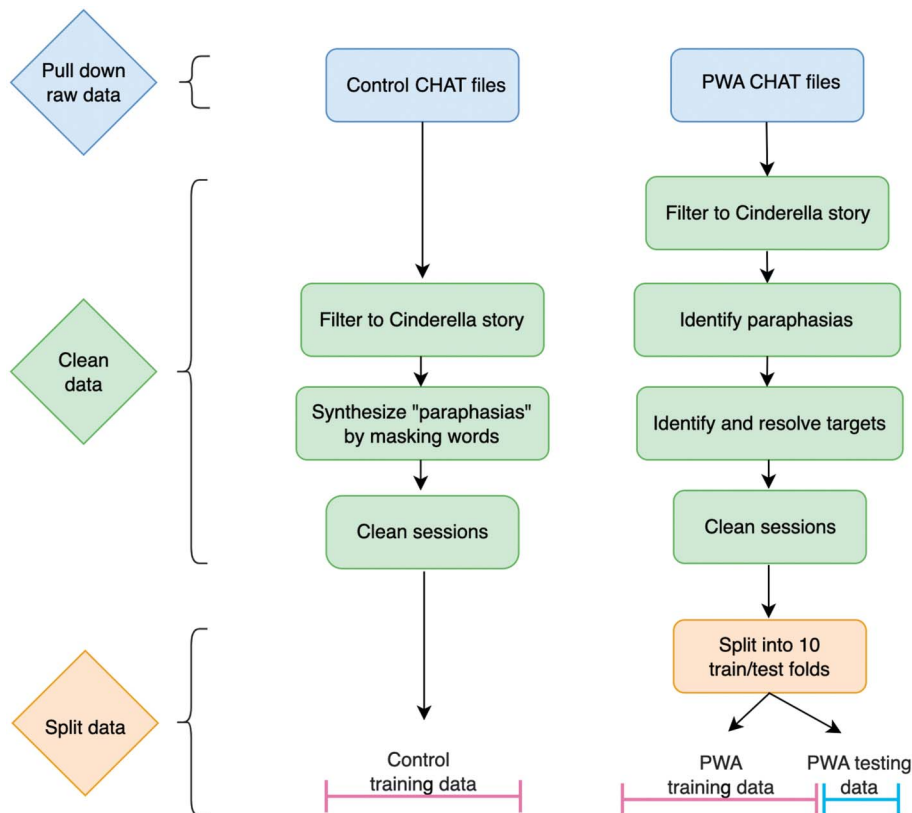 Pull down
raw data
Control CHAT files
PWA CHAT files
Clean
data
Filter to Cinderella story
Synthesize "paraphasias"
by masking words
Clean sessions
Filter to Cinderella story
Identify paraphasias
Identify and resolve targets
Clean sessions
Split data
Split into 10
train/test folds
Control
training data
PWA
training data
PWA testing
data